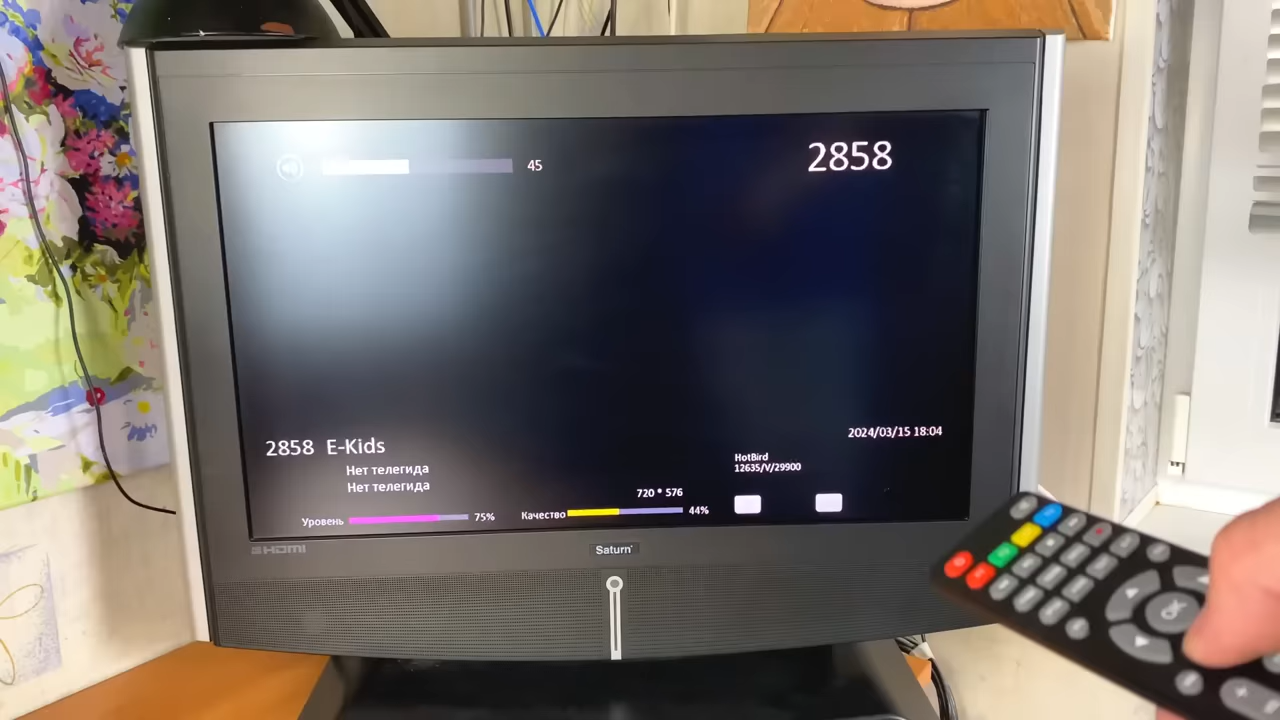 45
2858
2858 E-Kids
Нет телегида
Нет телегида
2024/03/15 18:04
HotBird
12635/V/29900
720 * 576
Уровень 75%
Качество 44%
HDMI
Saturn
OK